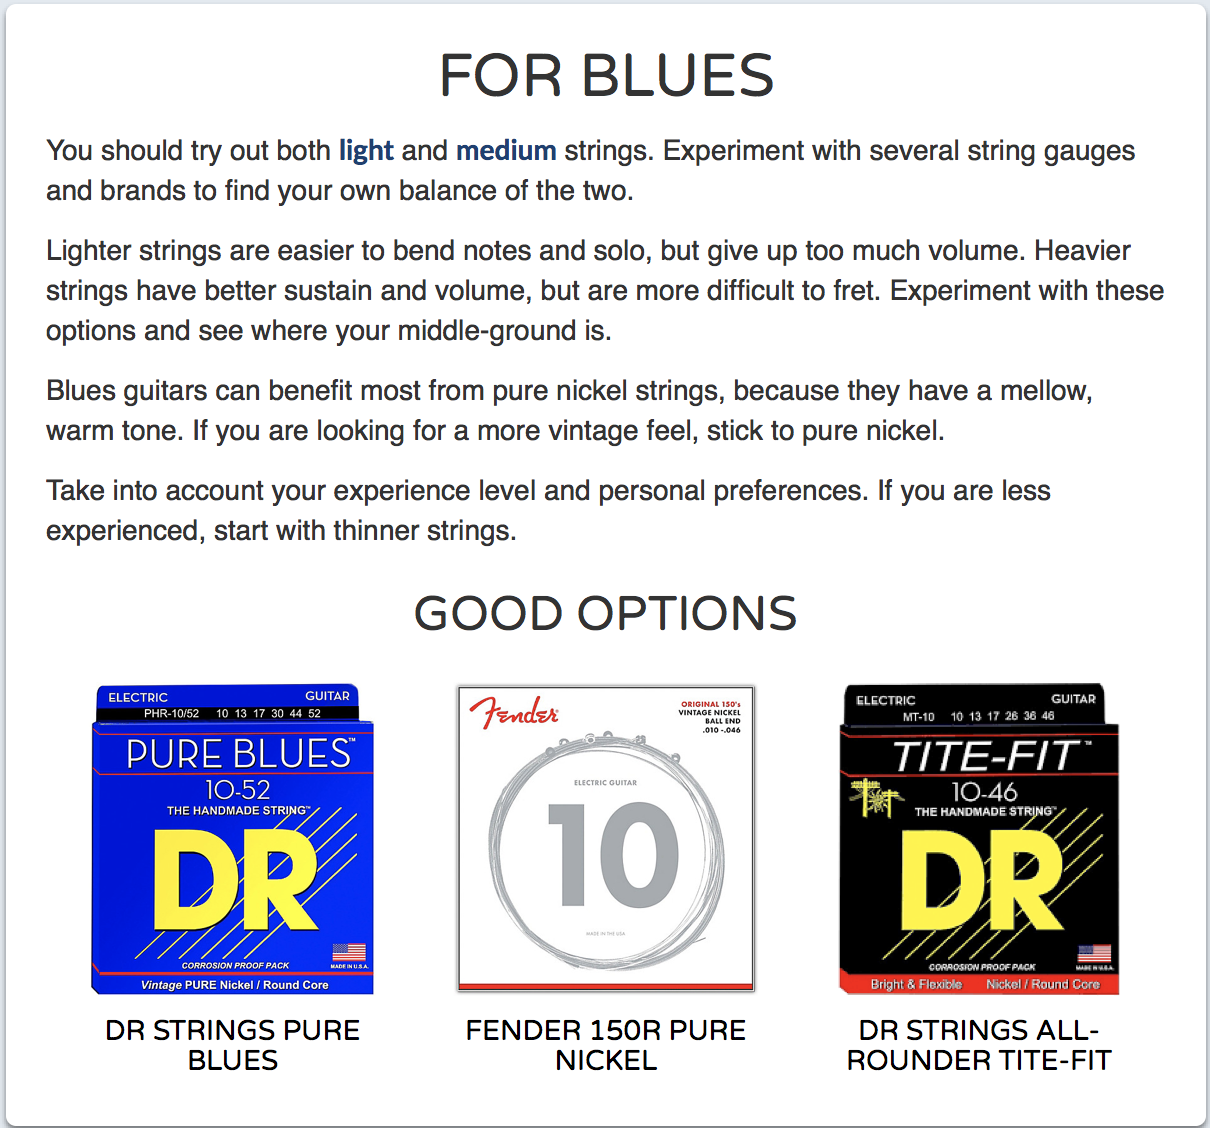 FOR BLUES
You should try out both light and medium strings. Experiment with several string gauges
and brands to find your own balance of the two.
Lighter strings are easier to bend notes and solo, but give up too much volume. Heavier
strings have better sustain and volume, but are more difficult to fret. Experiment with these
options and see where your middle-ground is.
Blues guitars can benefit most from pure nickel strings, because they have a mellow,
warm tone. If you are looking for a more vintage feel, stick to pure nickel.
Take into account your experience level and personal preferences. If you are less
experienced, start with thinner strings.
GOOD OPTIONS
ELECTRIC GUITAR
PHR-10/52 10 13 17 30 44 52
PURE BLUES™
10-52
THE HANDMADE STRING™
DR
CORROSION PROOF PACK
MADE IN U.S.A.
Vintage PURE Nickel / Round Core
DR STRINGS PURE
BLUES
Fender
ORIGINAL 150's
VINTAGE NICKEL
BALL END
.010 -.046
ELECTRIC GUITAR
10
MADE IN THE USA
FENDER 150R PURE
NICKEL
ELECTRIC GUITAR
MT-10 10 13 17 26 36 46
TITE-FIT™
10-46
THE HANDMADE STRING™
DR
CORROSION PROOF PACK
MADE IN U.S.A.
Bright & Flexible Nickel / Round Core
DR STRINGS ALL-
ROUNDER TITE-FIT